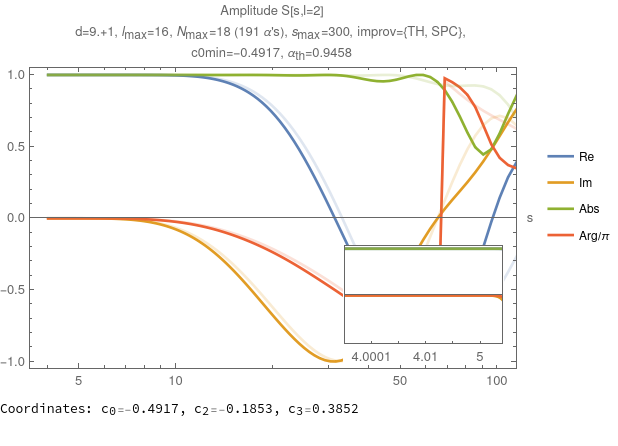 Amplitude S[s,l=2]
d=9.+1, lmax=16, Nmax=18 (191 α's), smax=300, improv={TH, SPC},
c0min=−0.4917, αth=0.9458
1.0
0.5
0.0
−0.5
−1.0
s
Re
Im
Abs
Arg/π
4.0001 4.01 5
5 10 50 100
Coordinates: c0=-0.4917, c2=-0.1853, c3=0.3852